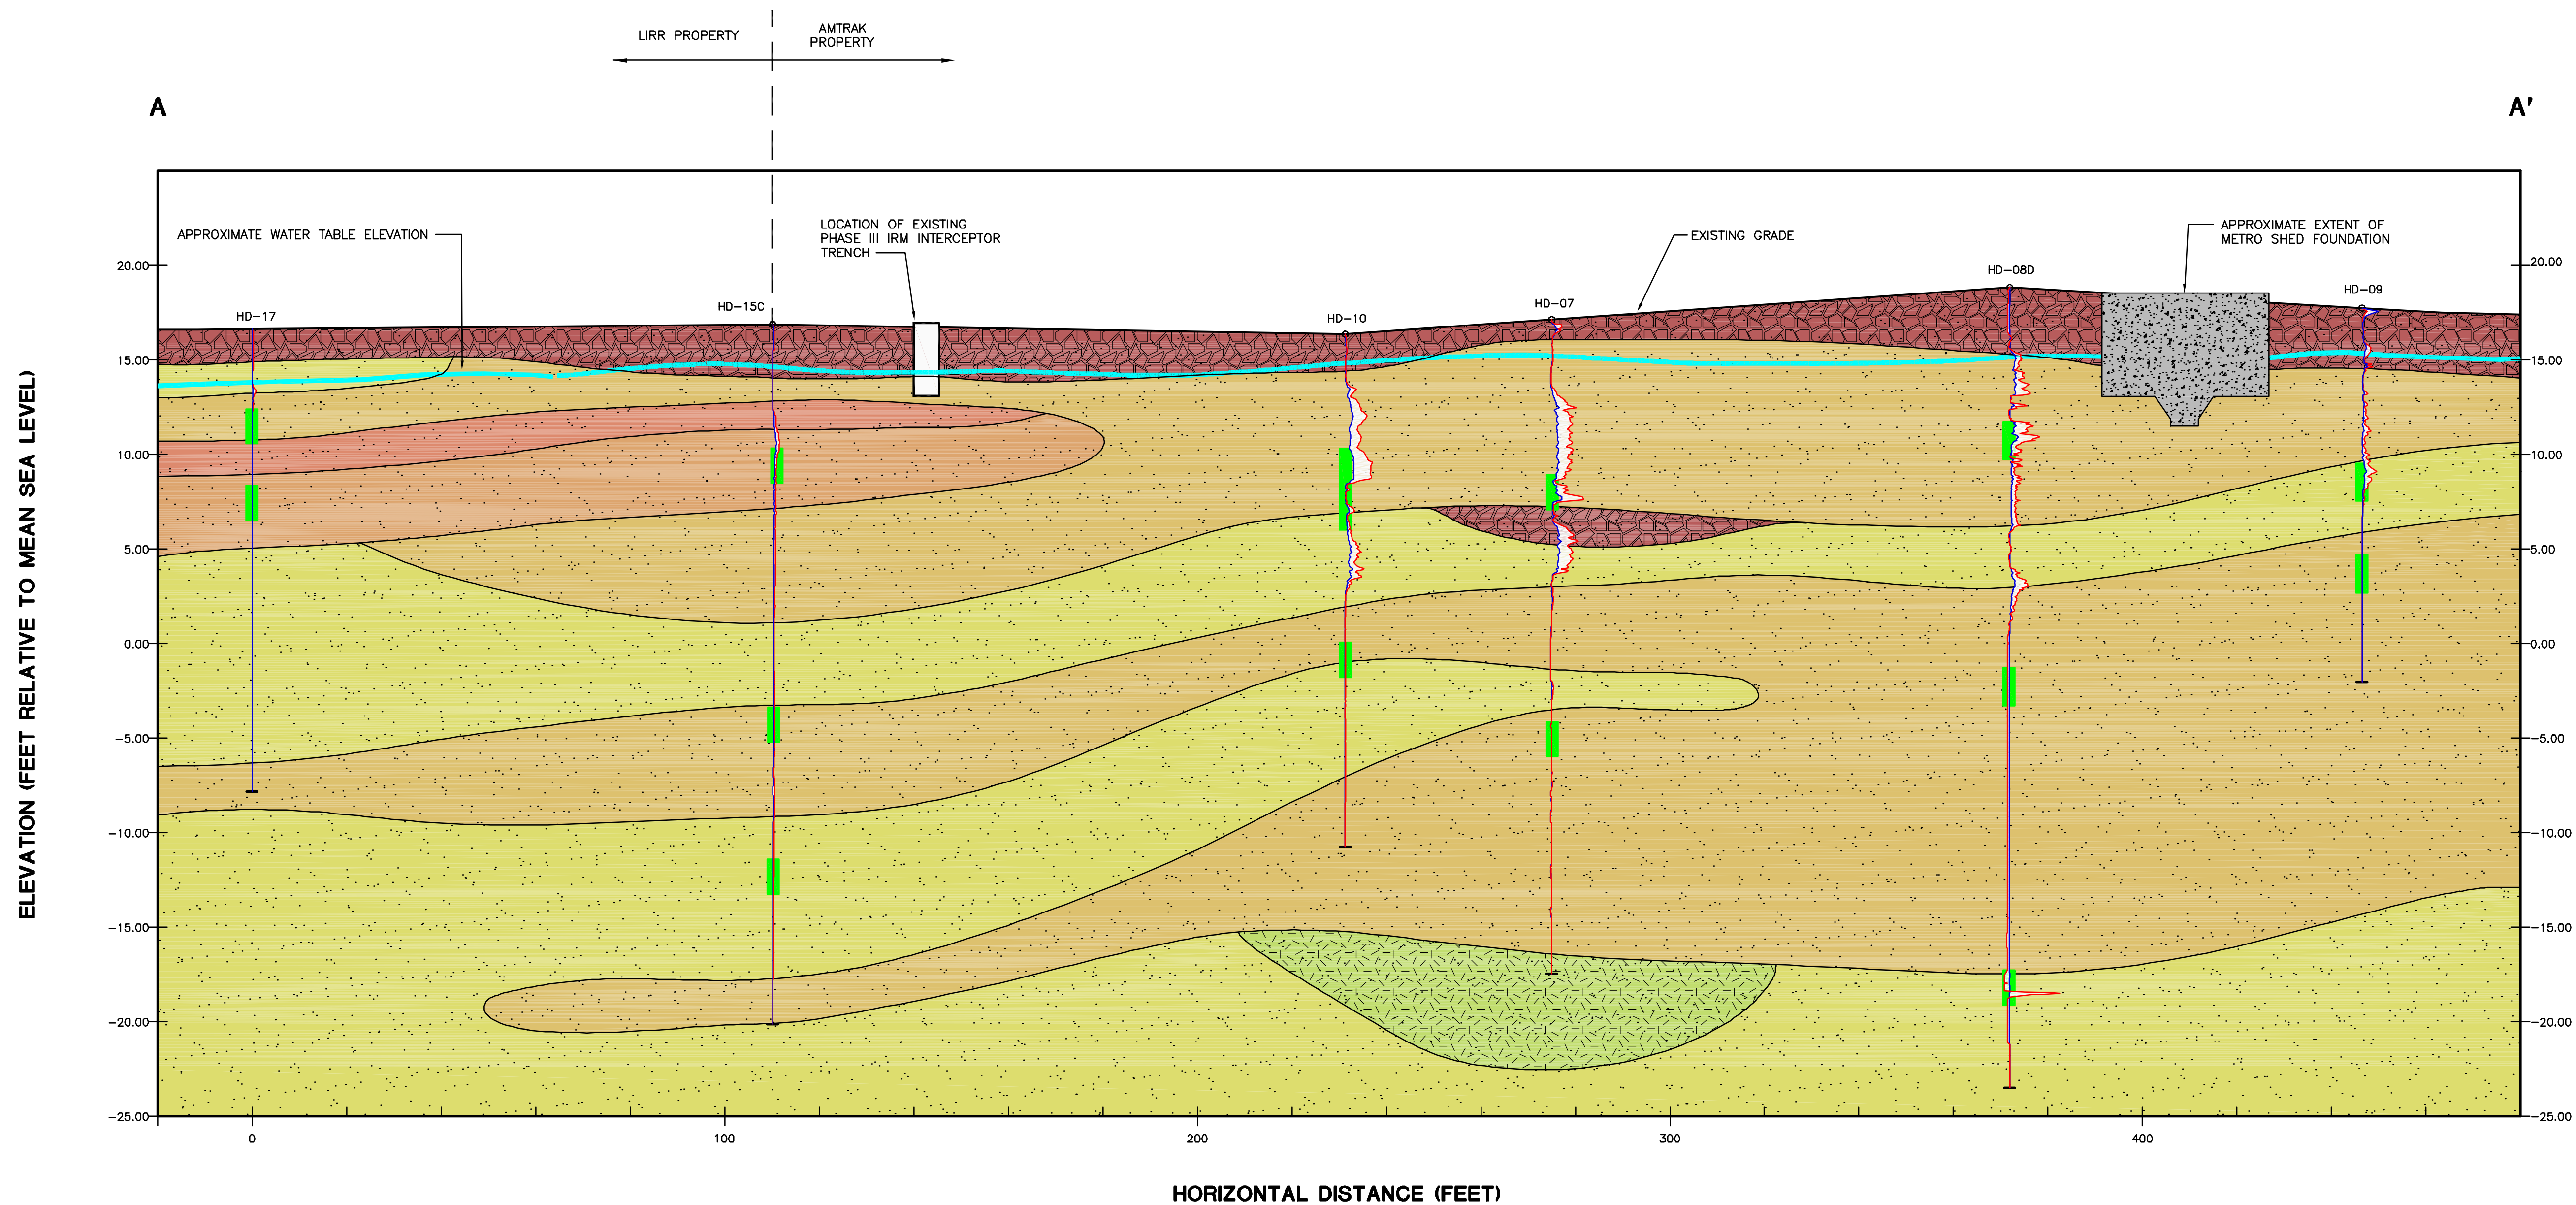 LIRR PROPERTY
AMTRAK
PROPERTY
A
A'
APPROXIMATE WATER TABLE ELEVATION
LOCATION OF EXISTING
PHASE III IRM INTERCEPTOR
TRENCH
EXISTING GRADE
APPROXIMATE EXTENT OF
METRO SHED FOUNDATION
HD-17
HD-15C
HD-10
HD-07
HD-08D
HD-09
ELEVATION (FEET RELATIVE TO MEAN SEA LEVEL)
20.00
15.00
10.00
5.00
0.00
-5.00
-10.00
-15.00
-20.00
-25.00
20.00
15.00
10.00
5.00
0.00
-5.00
-10.00
-15.00
-20.00
-25.00
0
100
200
300
400
HORIZONTAL DISTANCE (FEET)